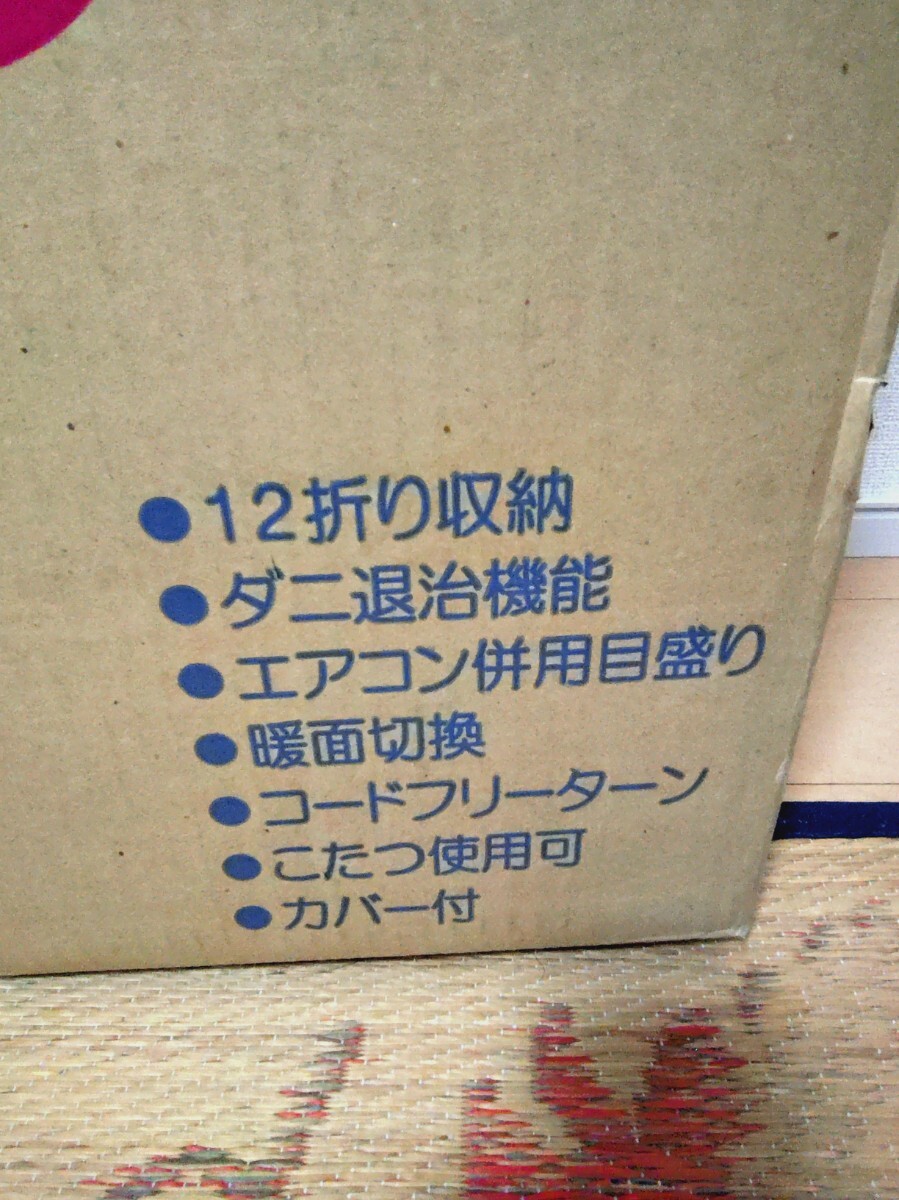 ●12折り収納
●ダニ退治機能
●エアコン併用目盛り
●暖面切換
●コードフリーターン
●こたつ使用可
●カバー付